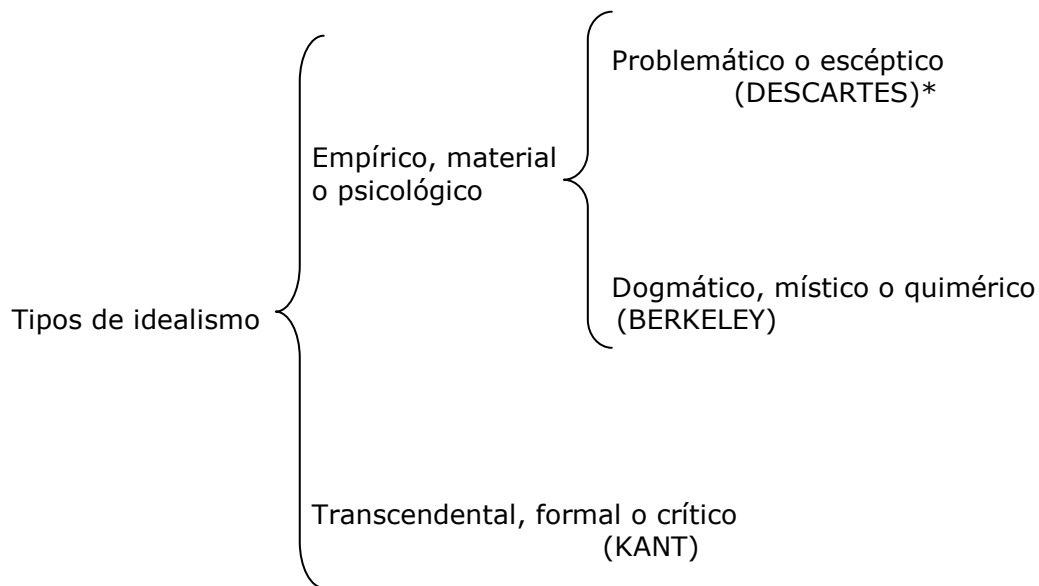 Problemático o escéptico
(DESCARTES)*
Empírico, material
o psicológico
Dogmático, místico o quimérico
(BERKELEY)
Tipos de idealismo
Transcendental, formal o crítico
(KANT)